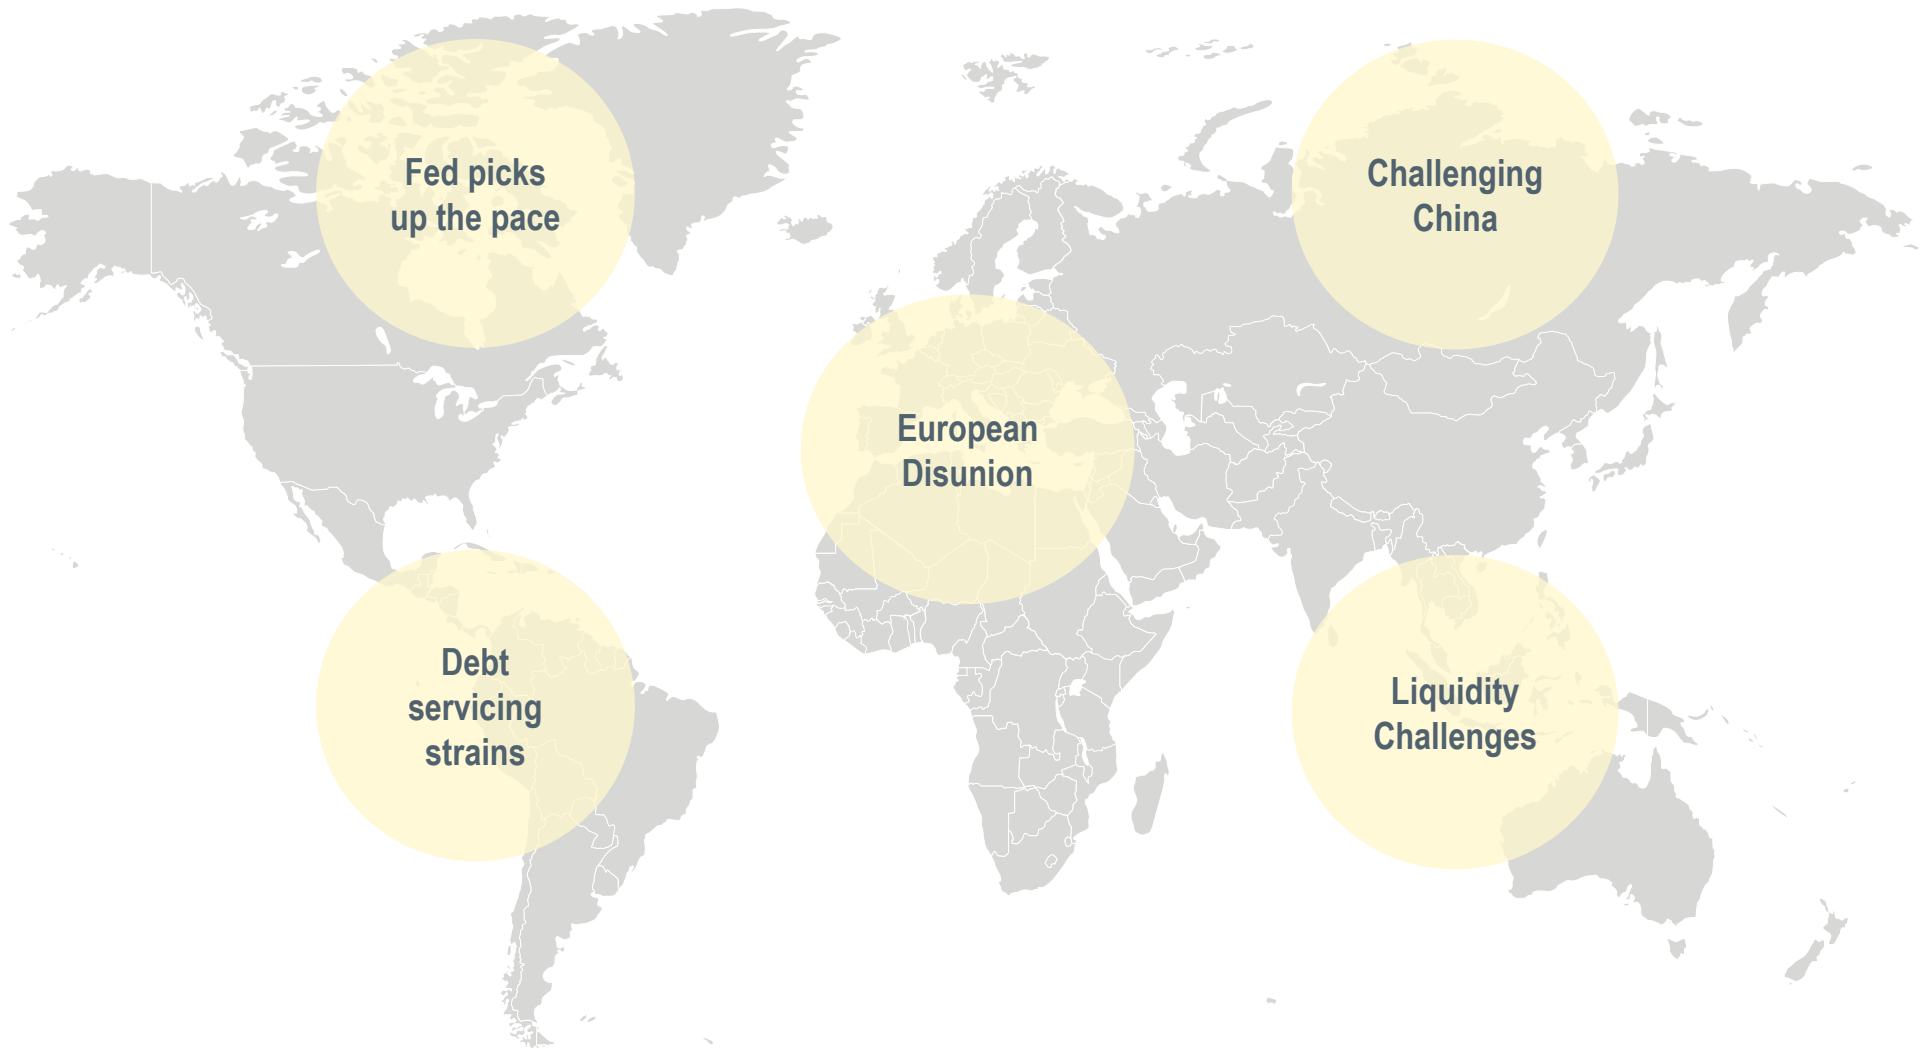 Fed picks
up the pace
Challenging
China
European
Disunion
Debt
servicing
strains
Liquidity
Challenges